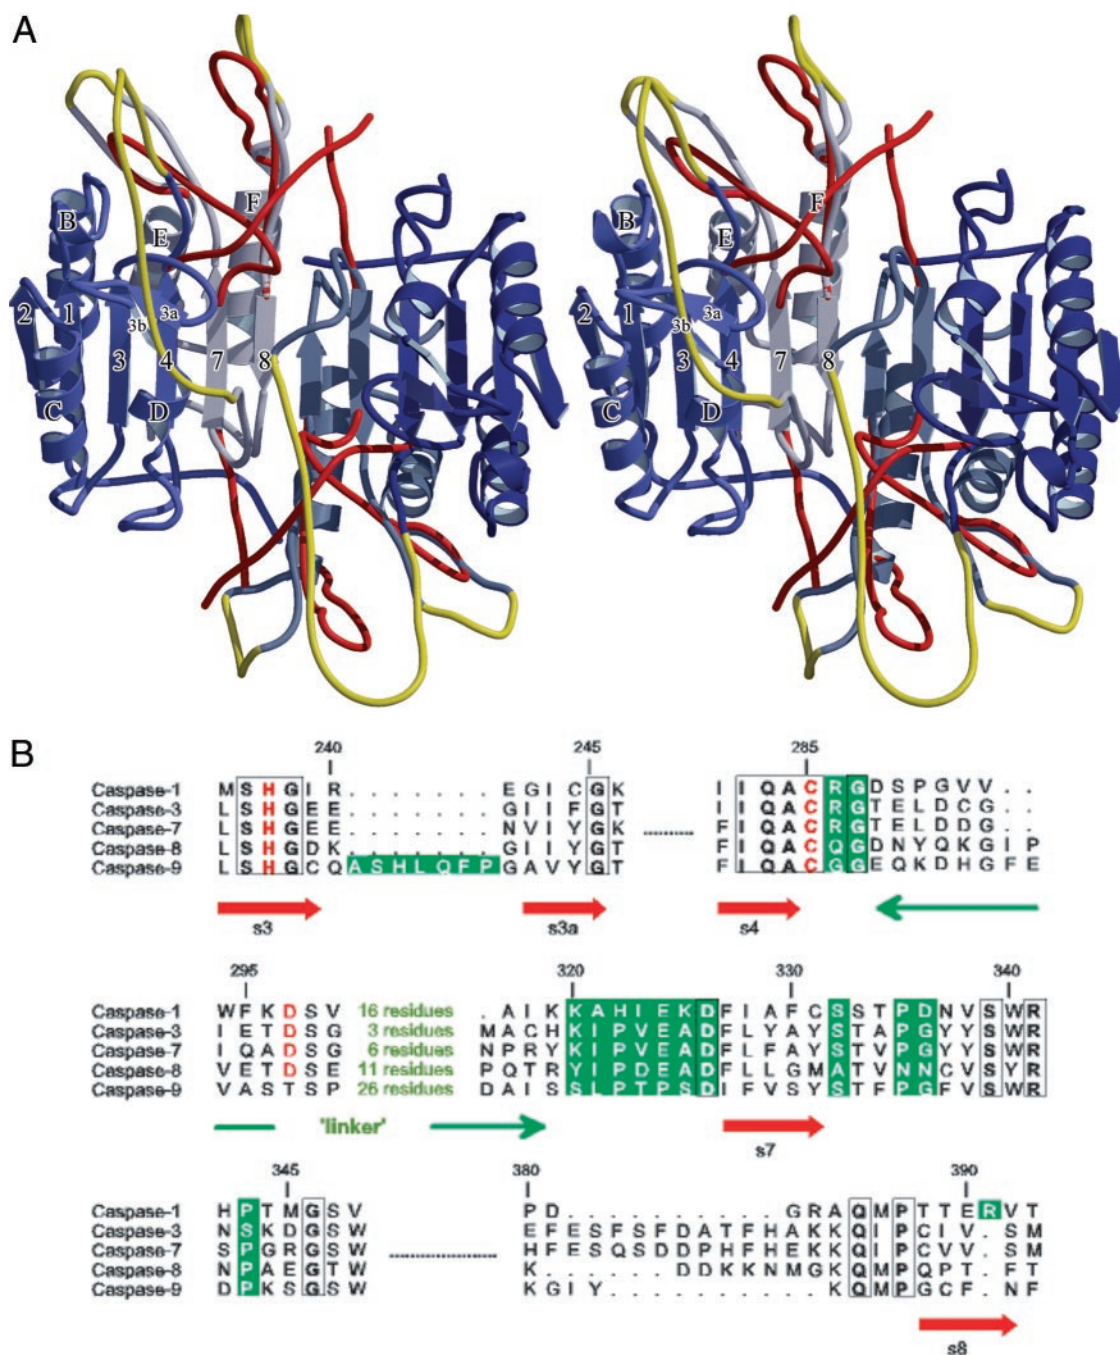 A
F F
B E B E
2 1 3b 3a 2 1 3b 3a
3 4 7 8 3 4 7 8
C D C D
B
240 245 285
Caspase-1 M S H G I R . . . . . . . E G I C G K I I Q A C R G D S P G V V . .
Caspase-3 L S H G E E . . . . . . . G I I F G T I I Q A C R G T E L D C G . .
Caspase-7 L S H G E E . . . . . . . N V I Y G K ......... F I Q A C R G T E L D D G . .
Caspase-8 L S H G D K . . . . . . . G I I Y G T F I Q A C Q G D N Y Q K G I P
Caspase-9 L S H G C Q A S H L Q F P G A V Y G T F I Q A C G G E Q K D H G F E
s3 s3a s4
295 320 330 340
Caspase-1 W F K D S V 16 residues . A I K K A H I E K D F I A F C S S T P D N V S W R
Caspase-3 I E T D S G 3 residues M A C H K I P V E A D F L Y A Y S T A P G Y Y S W R
Caspase-7 I Q A D S G 6 residues N P R Y K I P V E A D F L F A Y S T V P G Y Y S W R
Caspase-8 V E T D S E 11 residues P Q T R Y I P D E A D F L L G M A T V N N C V S Y R
Caspase-9 V A S T S P 26 residues D A I S S L P T P S D I F V S Y S T F P G F V S W R
'linker' s7
345 380 390
Caspase-1 H P T M G S V P D . . . . . . . . . . G R A Q M P T T E R V T
Caspase-3 N S K D G S W E F E S F S F D A T F H A K K Q I P C I V . S M
Caspase-7 S P G R G S W ................ H F E S Q S D D P H F H E K K Q I P C V V . S M
Caspase-8 N P A E G T W K . . . . . . D D K K N M G K Q M P Q P T . F T
Caspase-9 D P K S G S W K G I Y . . . . . . . . . . K Q M P G C F . N F
s8